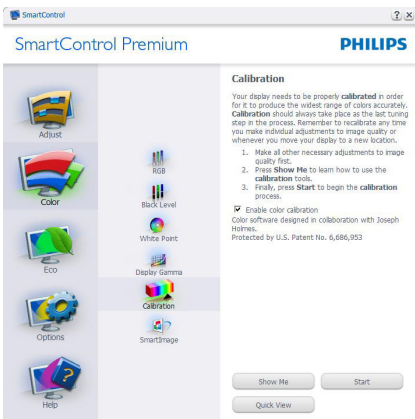 SmartControl
? X
SmartControl Premium
PHILIPS
Adjust
Color
Eco
Options
Help
RGB
Black Level
White Point
Display Gamma
Calibration
SmartImage
Calibration
Your display needs to be properly calibrated in order
for it to produce the widest range of colors accurately.
Calibration should always take place as the last tuning
step in the process. Remember to recalibrate any time
you make individual adjustments to image quality or
whenever you move your display to a new location.
1. Make all other necessary adjustments to image
quality first.
2. Press Show Me to learn how to use the
calibration tools.
3. Finally, press Start to begin the calibration
process.
Enable color calibration
Color software designed in collaboration with Joseph
Holmes.
Protected by U.S. Patent No. 6,686,953
Show Me
Start
Quick View